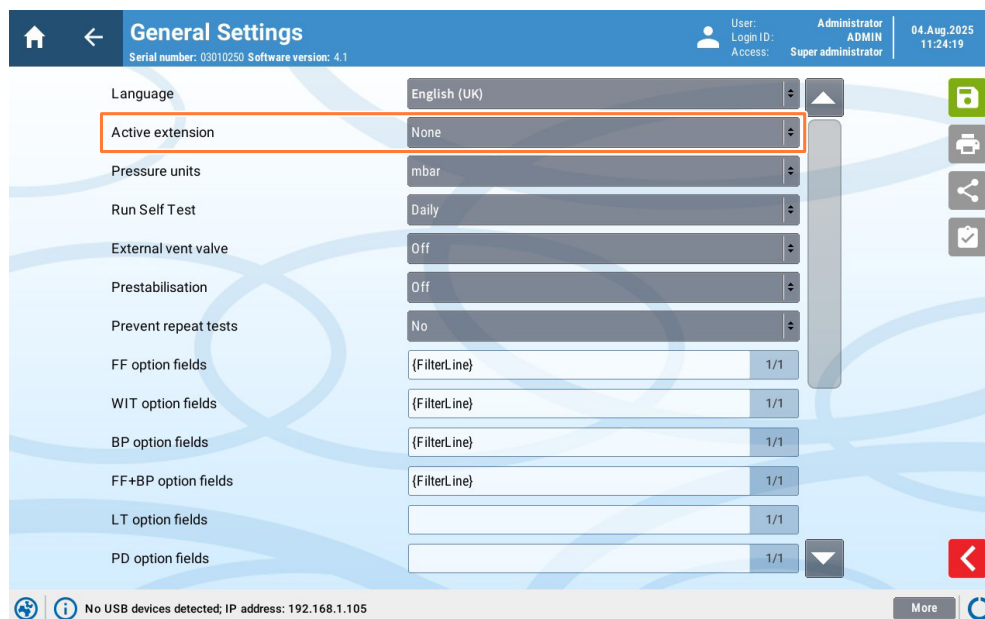 General Settings
Serial number: 03010250 Software version: 4.1
User: Administrator
Login ID: ADMIN
Access: Super administrator
04.Aug.2025
11:24:19
Language English (UK)
Active extension None
Pressure units mbar
Run Self Test Daily
External vent valve Off
Prestabilisation Off
Prevent repeat tests No
FF option fields {FilterLine} 1/1
WIT option fields {FilterLine} 1/1
BP option fields {FilterLine} 1/1
FF+BP option fields {FilterLine} 1/1
LT option fields 1/1
PD option fields 1/1
No USB devices detected; IP address: 192.168.1.105
More